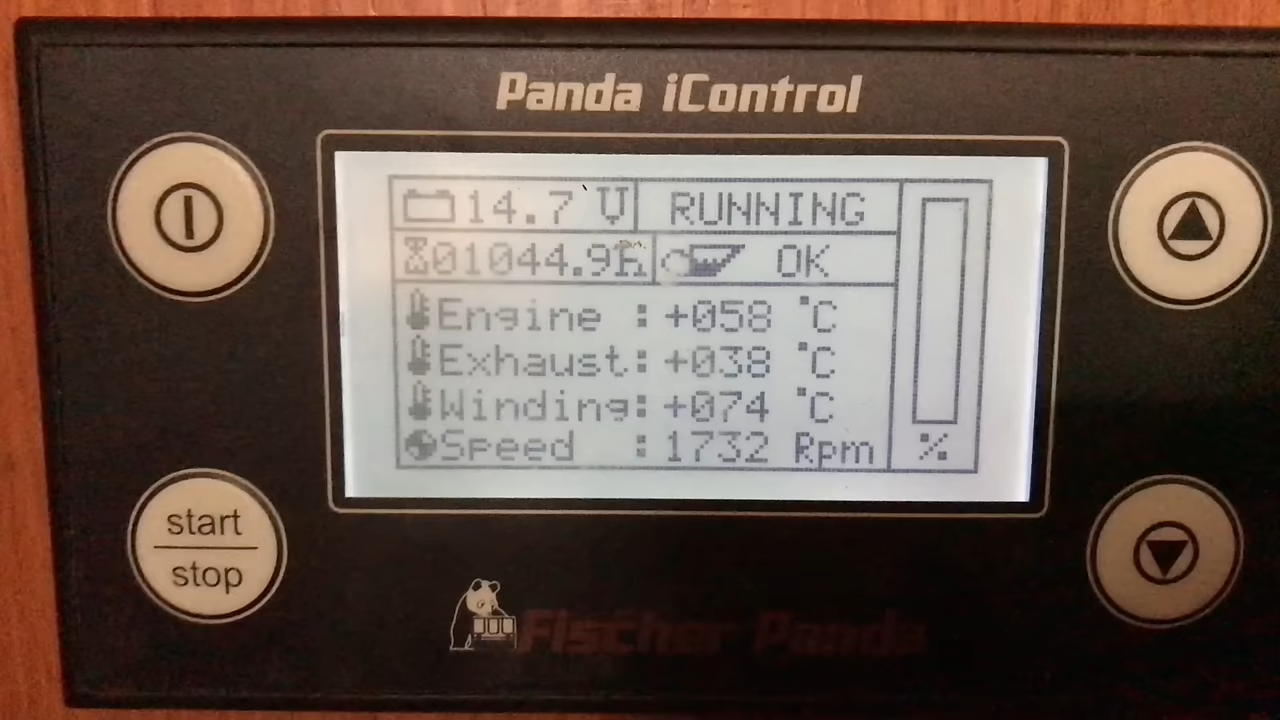 Panda iControl
14.7 V RUNNING
01044.9h OK
Engine : +058 °C
Exhaust: +038 °C
Winding: +074 °C
Speed : 1732 Rpm
%
start
stop
Fischer Panda